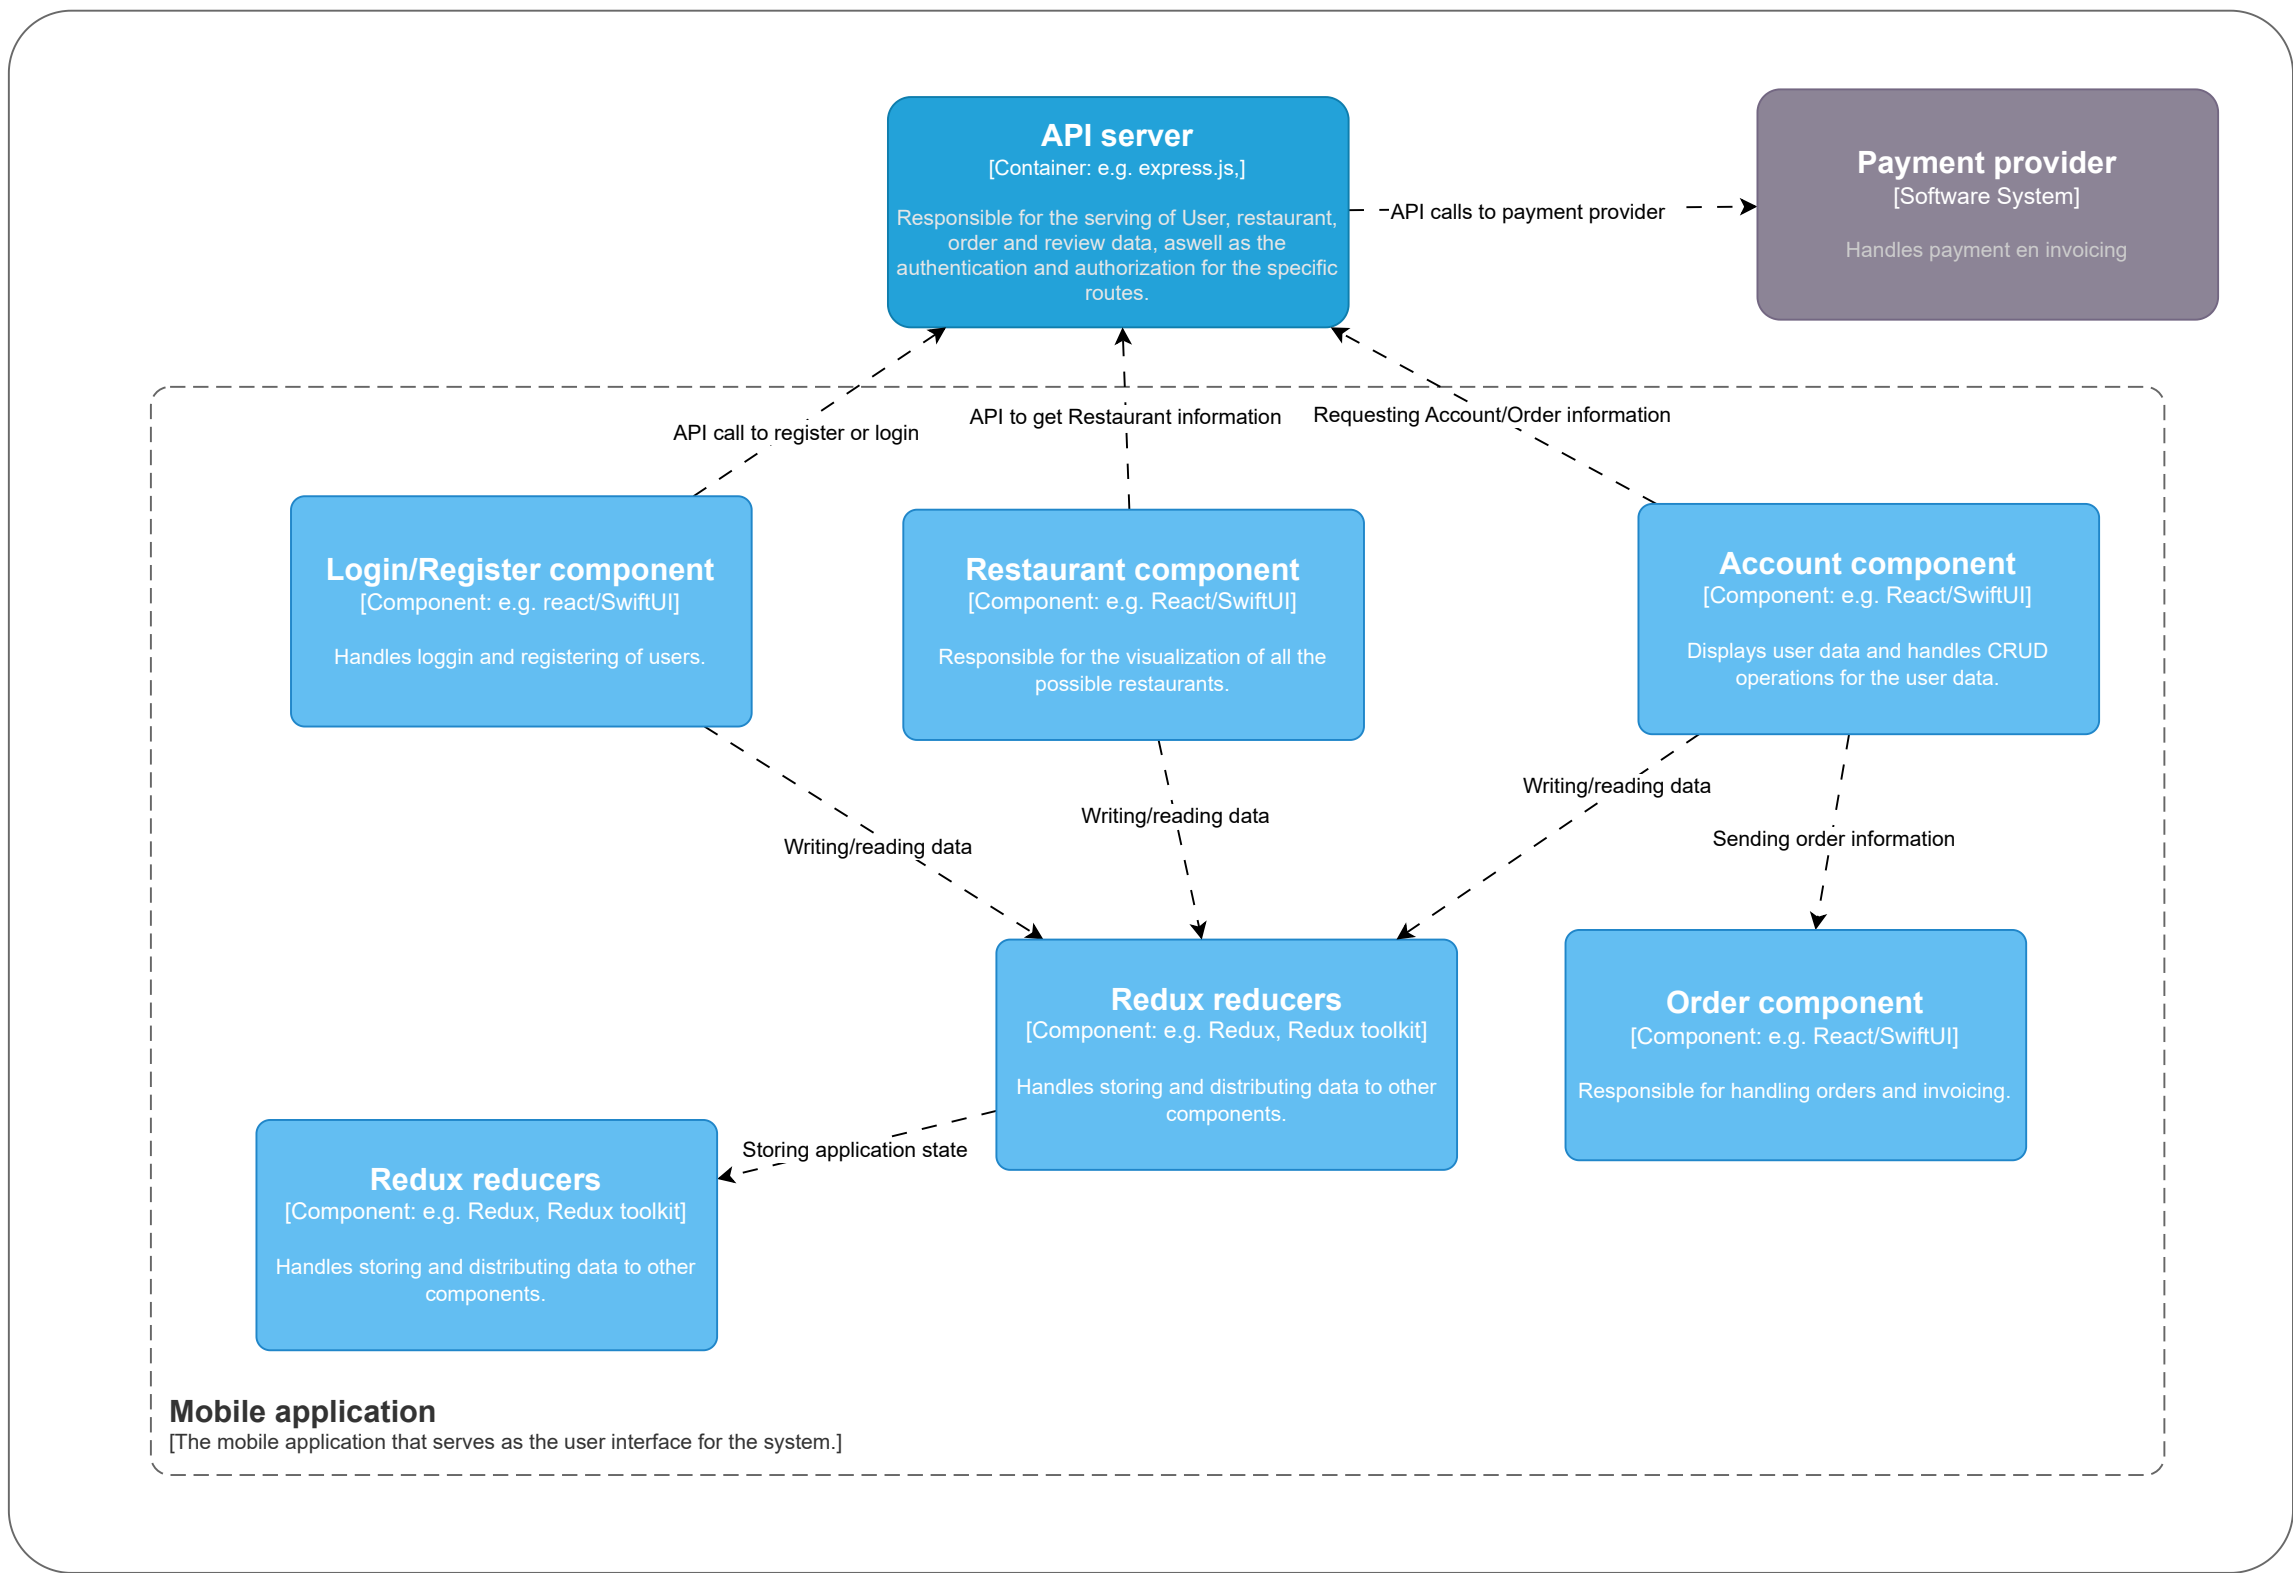 API server
[Container: e.g. express.js,]
Responsible for the serving of User, restaurant,
order and review data, aswell as the
authentication and authorization for the specific
routes.
API calls to payment provider
Payment provider
[Software System]
Handles payment en invoicing
API call to register or login
API to get Restaurant information
Requesting Account/Order information
Login/Register component
[Component: e.g. react/SwiftUI]
Handles loggin and registering of users.
Restaurant component
[Component: e.g. React/SwiftUI]
Responsible for the visualization of all the
possible restaurants.
Account component
[Component: e.g. React/SwiftUI]
Displays user data and handles CRUD
operations for the user data.
Writing/reading data
Writing/reading data
Writing/reading data
Sending order information
Redux reducers
[Component: e.g. Redux, Redux toolkit]
Handles storing and distributing data to other
components.
Order component
[Component: e.g. React/SwiftUI]
Responsible for handling orders and invoicing.
Storing application state
Redux reducers
[Component: e.g. Redux, Redux toolkit]
Handles storing and distributing data to other
components.
Mobile application
[The mobile application that serves as the user interface for the system.]